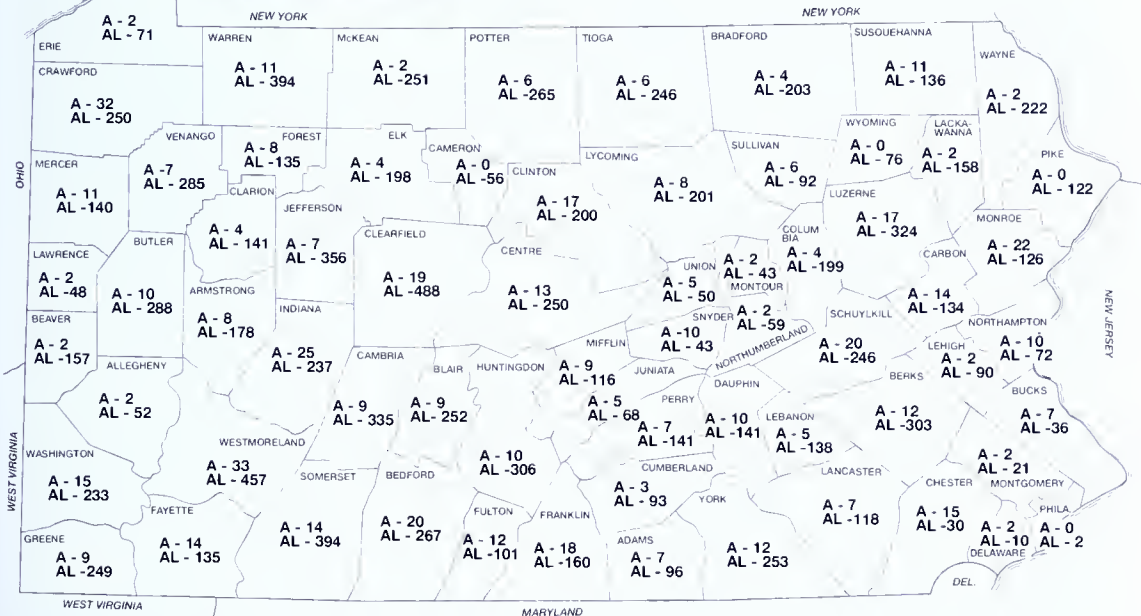 NEW YORK
NEW YORK
A - 2
AL - 71
ERIE
WARREN
A - 11
AL - 394
McKEAN
A - 2
AL -251
POTTER
A - 6
AL -265
TIOGA
A - 6
AL - 246
BRADFORD
A - 4
AL -203
SUSQUEHANNA
A - 11
AL - 136
WAYNE
A - 2
AL - 222
CRAWFORD
A - 32
AL - 250
VENANGO
A -7
AL - 285
FOREST
A - 8
AL -135
ELK
A - 4
AL - 198
CAMERON
A -0
AL -56
CLINTON
A - 17
AL - 200
LYCOMING
A - 8
AL - 201
SULLIVAN
A - 6
AL - 92
WYOMING
A - 0
AL - 76
LACKA-
WANNA
A - 2
AL -158
PIKE
A - 0
AL - 122
OHIO
MERCER
A - 11
AL -140
CLARION
A - 4
AL - 141
JEFFERSON
A - 7
AL - 356
CLEARFIELD
A - 19
AL -488
CENTRE
A - 13
AL - 250
UNION
A - 5
AL - 50
A - 2
AL - 43
MONTOUR
COLUM
BIA
A - 4
AL -199
LUZERNE
A - 17
AL - 324
MONROE
A - 22
AL -126
CARBON
A - 14
AL -134
LAWRENCE
A - 2
AL -48
BUTLER
A - 10
AL - 288
ARMSTRONG
A - 8
AL -178
INDIANA
A - 25
AL - 237
SNYDER
A -10
AL - 43
A - 2
AL -59
NORTHUMBERLAND
SCHUYLKILL
A - 20
AL -246
NORTHAMPTON
A - 10
AL - 72
LEHIGH
A - 2
AL - 90
NEW JERSEY
BEAVER
A - 2
AL -157
ALLEGHENY
A - 2
AL - 52
CAMBRIA
A - 9
AL - 335
BLAIR
A - 9
AL - 252
HUNTINGDON
A - 10
AL -306
MIFFLIN
A - 9
AL -116
JUNIATA
A - 5
AL - 68
PERRY
A - 7
AL -141
DAUPHIN
A - 10
AL -141
LEBANON
A - 5
AL -138
BERKS
A - 12
AL -303
BUCKS
A - 7
AL -36
WEST VIRGINIA
WASHINGTON
A - 15
AL - 233
WESTMORELAND
A - 33
AL - 457
SOMERSET
A - 14
AL - 394
BEDFORD
A - 20
AL - 267
FULTON
A - 12
AL -101
FRANKLIN
A - 18
AL -160
CUMBERLAND
A - 3
AL - 93
YORK
A - 12
AL - 253
LANCASTER
A - 7
AL -118
CHESTER
A - 15
AL -30
A - 2
AL - 21
MONTGOMERY
PHILA
A - 0
AL - 2
A - 2
AL -10
DELAWARE
GREENE
A - 9
AL -249
FAYETTE
A - 14
AL - 135
ADAMS
A - 7
AL - 96
DEL.
WEST VIRGINIA
MARYLAND